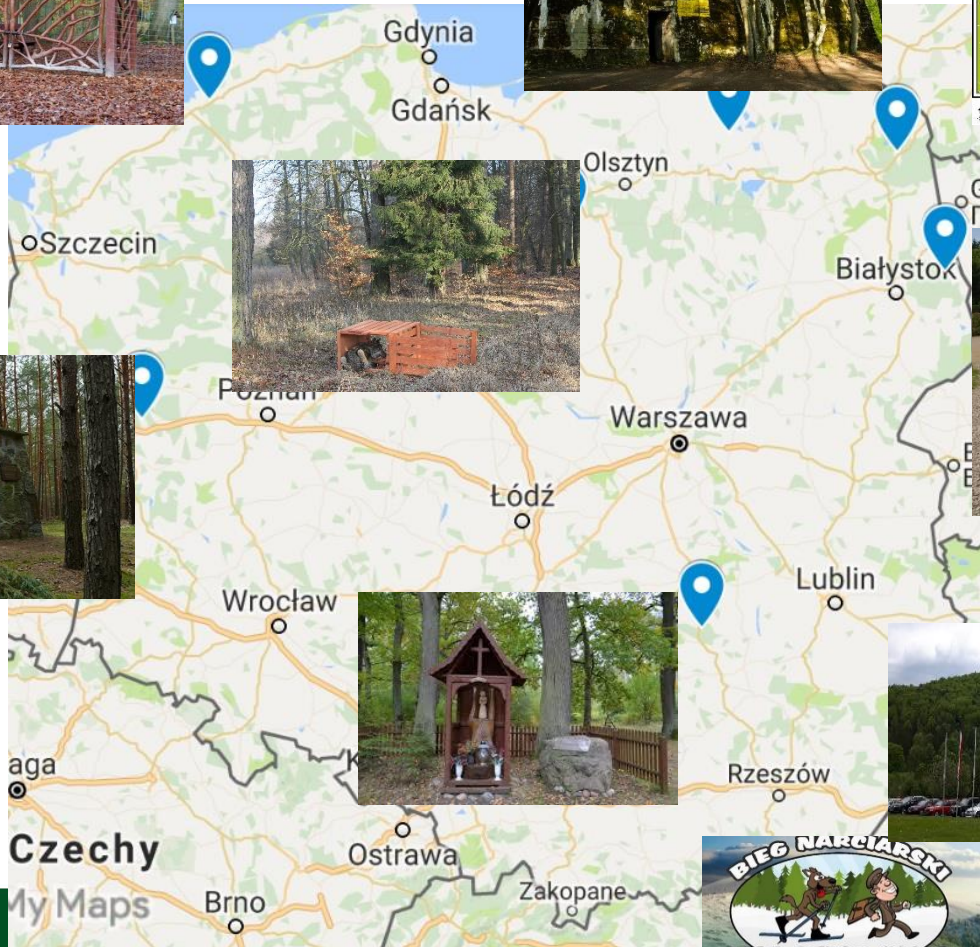 Gdynia
Gdańsk
Olsztyn
Szczecin
Białystok
Poznań
Warszawa
Łódź
Lublin
Wrocław
aga
Rzeszów
Czechy
Ostrawa
BIEG NARCIARSKI
My Maps
Brno
Zakopane